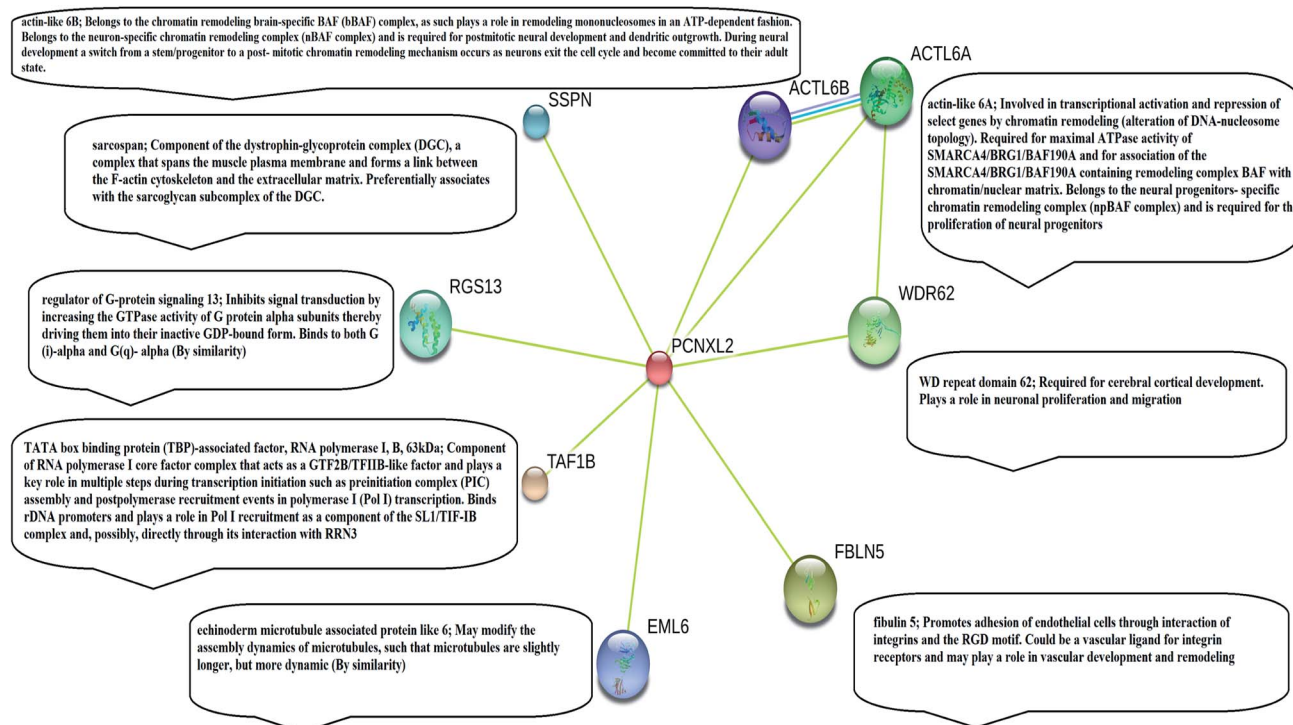 actin-like 6B; Belongs to the chromatin remodeling brain-specific BAF (bBAF) complex, as such plays a role in remodeling mononucleosomes in an ATP-dependent fashion.
Belongs to the neuron-specific chromatin remodeling complex (nBAF complex) and is required for postmitotic neural development and dendritic outgrowth. During
neural development a switch from a stem/progenitor to a post- mitotic chromatin remodeling mechanism occurs as neurons exit the cell cycle and become committed to their adult
state.
ACTL6A
SSPN
ACTL6B
actin-like 6A; Involved in transcriptional activation and repression of
select genes by chromatin remodeling (alteration of DNA-nucleosome
topology). Required for maximal ATPase activity of
SMARCA4/BRG1/BAF190A and for association of the
SMARCA4/BRG1/BAF190A containing remodeling complex BAF with
chromatin/nuclear matrix. Belongs to the neural progenitors- specific
chromatin remodeling complex (npBAF complex) and is required for th
proliferation of neural progenitors
sarcospan; Component of the dystrophin-glycoprotein complex (DGC), a
complex that spans the muscle plasma membrane and forms a link between
the F-actin cytoskeleton and the extracellular matrix. Preferentially associates
with the sarcoglycan subcomplex of the DGC.
RGS13
WDR62
regulator of G-protein signaling 13; Inhibits signal transduction by
increasing the GTPase activity of G protein alpha subunits thereby
driving them into their inactive GDP-bound form. Binds to both G
(i)-alpha and G(q)- alpha (By similarity)
PCNXL2
WD repeat domain 62; Required for cerebral cortical development.
Plays a role in neuronal proliferation and migration
TATA box binding protein (TBP)-associated factor, RNA polymerase I, B, 63kDa; Component
of RNA polymerase I core factor complex that acts as a GTF2B/TFIIB-like factor and plays a
key role in multiple steps during transcription initiation such as preinitiation complex (PIC)
assembly and postpolymerase recruitment events in polymerase I (Pol I) transcription. Binds
rDNA promoters and plays a role in Pol I recruitment as a component of the SL1/TIF-IB
complex and, possibly, directly through its interaction with RRN3
TAF1B
FBLN5
EML6
echinoderm microtubule associated protein like 6; May modify the
assembly dynamics of microtubules, such that microtubules are slightly
longer, but more dynamic (By similarity)
fibulin 5; Promotes adhesion of endothelial cells through interaction of
integrins and the RGD motif. Could be a vascular ligand for integrin
receptors and may play a role in vascular development and remodeling